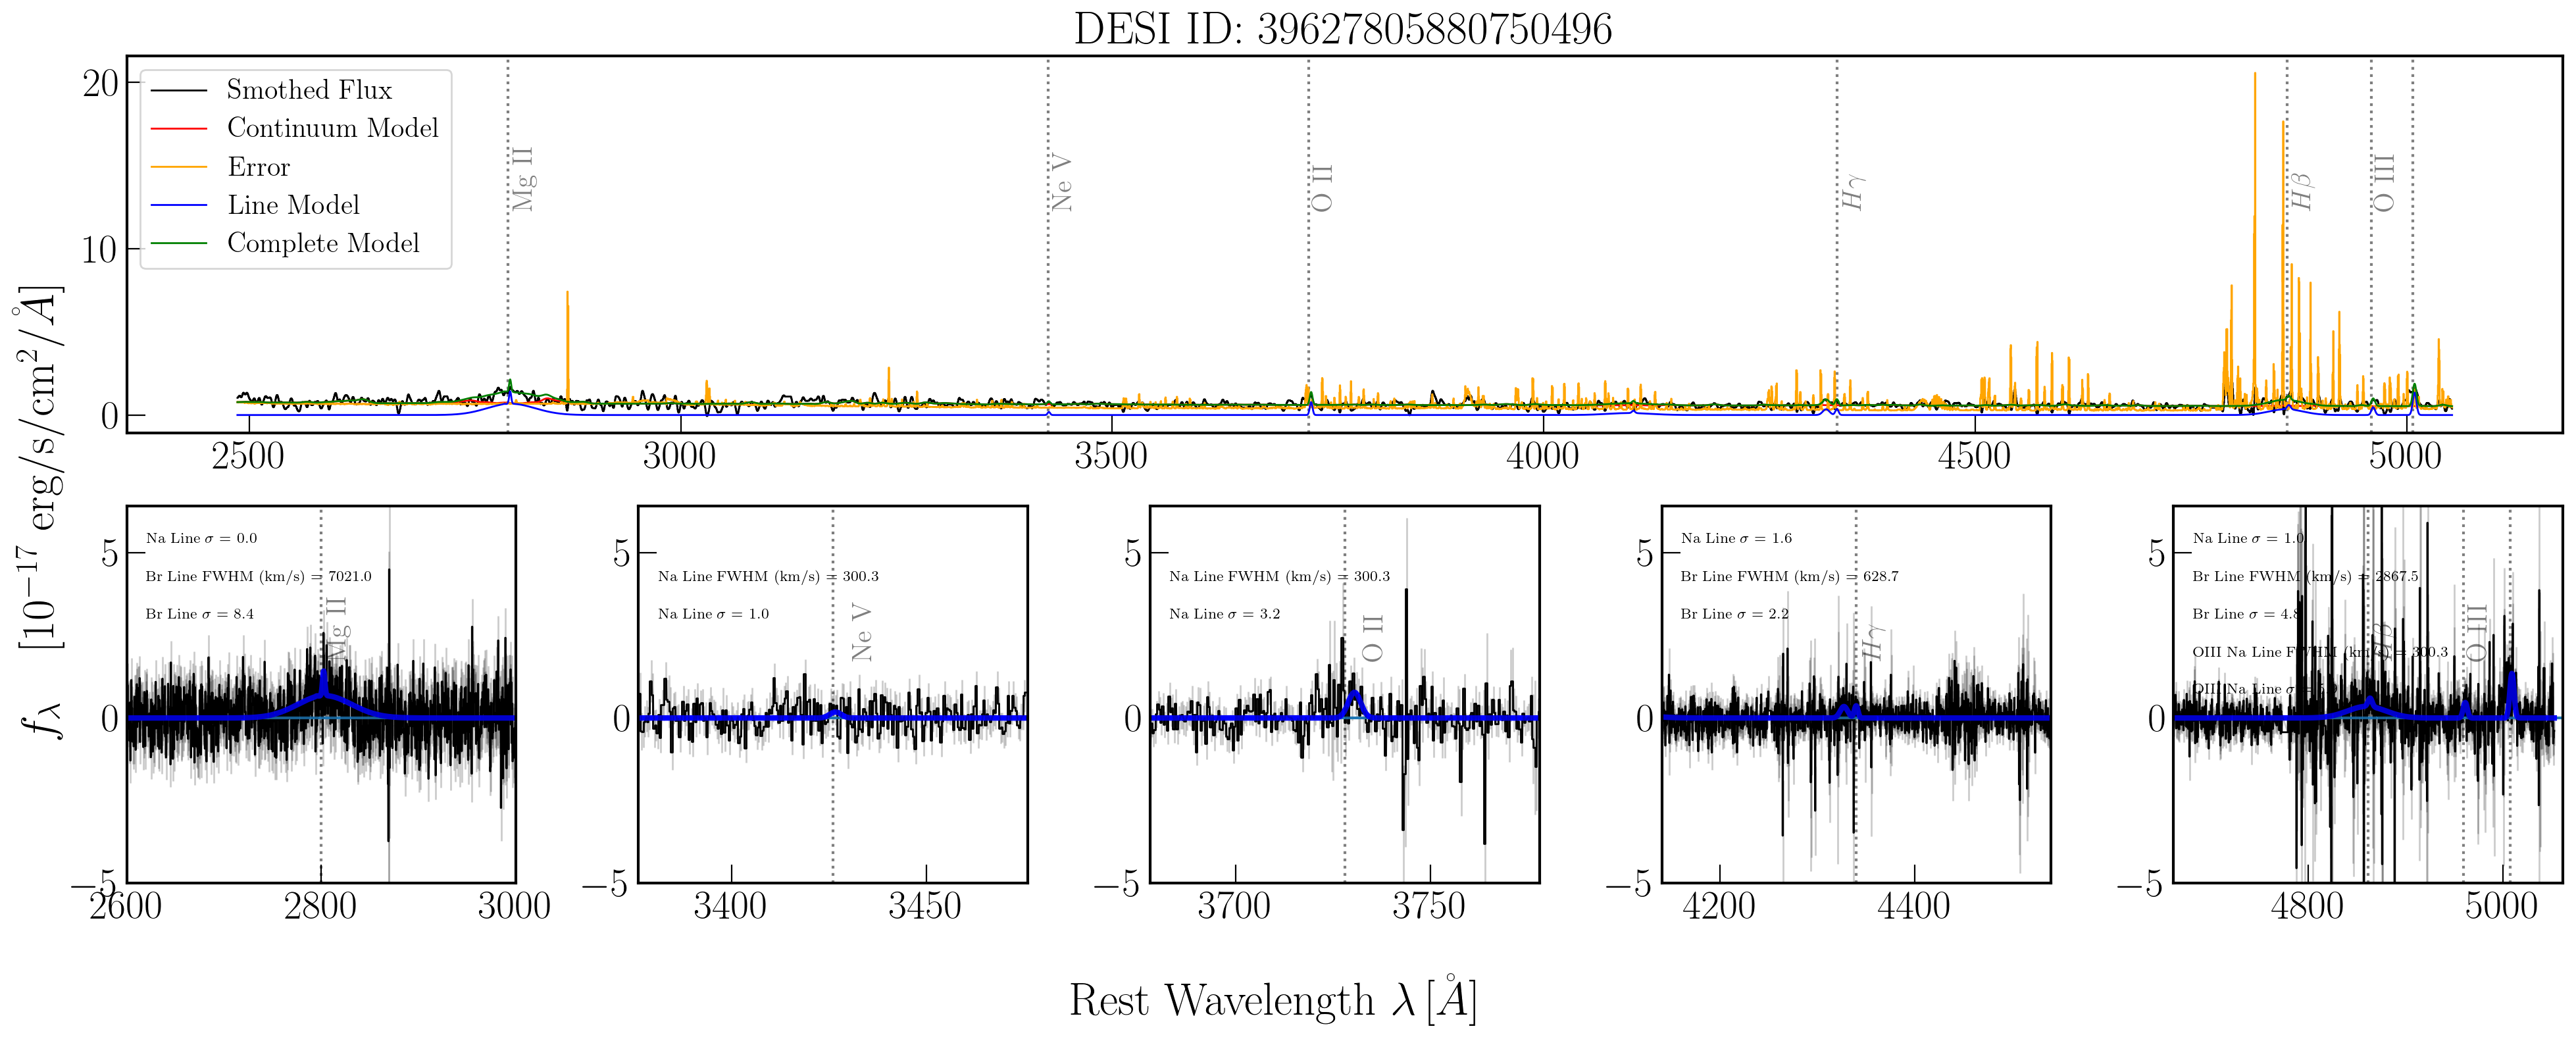 DESI ID: 39627805880750496
Smothed Flux
Continuum Model
Error
Line Model
Complete Model
20
10
0
Mg II
Ne V
O II
Hγ
Hβ
O III
2500
3000
3500
4000
4500
5000
fλ [10⁻¹⁷ erg/s/cm²/Å]
Na Line σ = 0.0
Br Line FWHM (km/s) = 7021.0
Br Line σ = 8.4
Mg II
5
0
−5
2600
2800
3000
Na Line FWHM (km/s) = 300.3
Na Line σ = 1.0
Ne V
5
0
−5
3400
3450
Na Line FWHM (km/s) = 300.3
Na Line σ = 3.2
O II
5
0
−5
3700
3750
Na Line σ = 1.6
Br Line FWHM (km/s) = 628.7
Br Line σ = 2.2
Hγ
5
0
−5
4200
4400
Na Line σ = 1.0
Br Line FWHM (km/s) = 2867.5
Br Line σ = 4.8
OIII Na Line FWHM (km/s) = 300.3
OIII Na Line σ
Hβ
O III
5
0
−5
4800
5000
Rest Wavelength λ [Å]